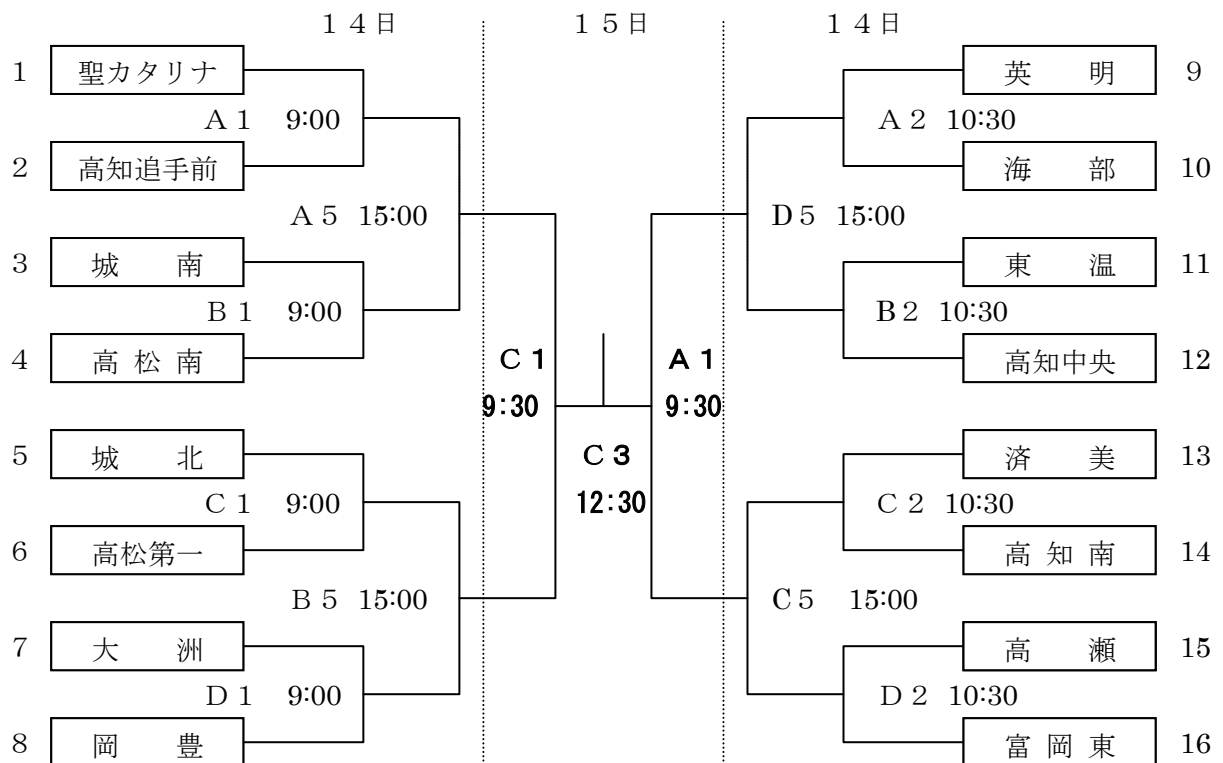 １４日 １５日 １４日
1 聖カタリナ 英 明 9
Ａ１ 9:00 Ａ２ 10:30
2 高知追手前 海 部 10
Ａ５ 15:00 Ｄ５ 15:00
3 城 南 東 温 11
Ｂ１ 9:00 Ｂ２ 10:30
4 高 松 南 Ｃ１ Ａ１ 高知中央 12
9:30 9:30
5 城 北 Ｃ３ 済 美 13
Ｃ１ 9:00 12:30 Ｃ２ 10:30
6 高松第一 高 知 南 14
Ｂ５ 15:00 Ｃ５ 15:00
7 大 洲 高 瀬 15
Ｄ１ 9:00 Ｄ２ 10:30
8 岡 豊 富 岡 東 16